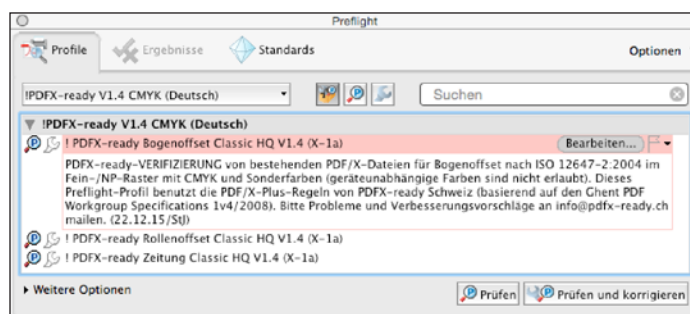 Preflight
Profile Ergebnisse Standards Optionen
!PDFX-ready V1.4 CMYK (Deutsch) Suchen
!PDFX-ready V1.4 CMYK (Deutsch)
! PDFX-ready Bogenoffset Classic HQ V1.4 (X-1a) Bearbeiten...
PDFX-ready-VERIFIZIERUNG von bestehenden PDF/X-Dateien für Bogenoffset nach ISO 12647-2:2004 im
Fein-/NP-Raster mit CMYK und Sonderfarben (geräteunabhängige Farben sind nicht erlaubt). Dieses
Preflight-Profil benutzt die PDF/X-Plus-Regeln von PDFX-ready Schweiz (basierend auf den Ghent PDF
Workgroup Specifications 1v4/2008). Bitte Probleme und Verbesserungsvorschläge an info@pdfx-ready.ch
mailen. (22.12.15/StJ)
! PDFX-ready Rollenoffset Classic HQ V1.4 (X-1a)
! PDFX-ready Zeitung Classic HQ V1.4 (X-1a)
Weitere Optionen Prüfen Prüfen und korrigieren